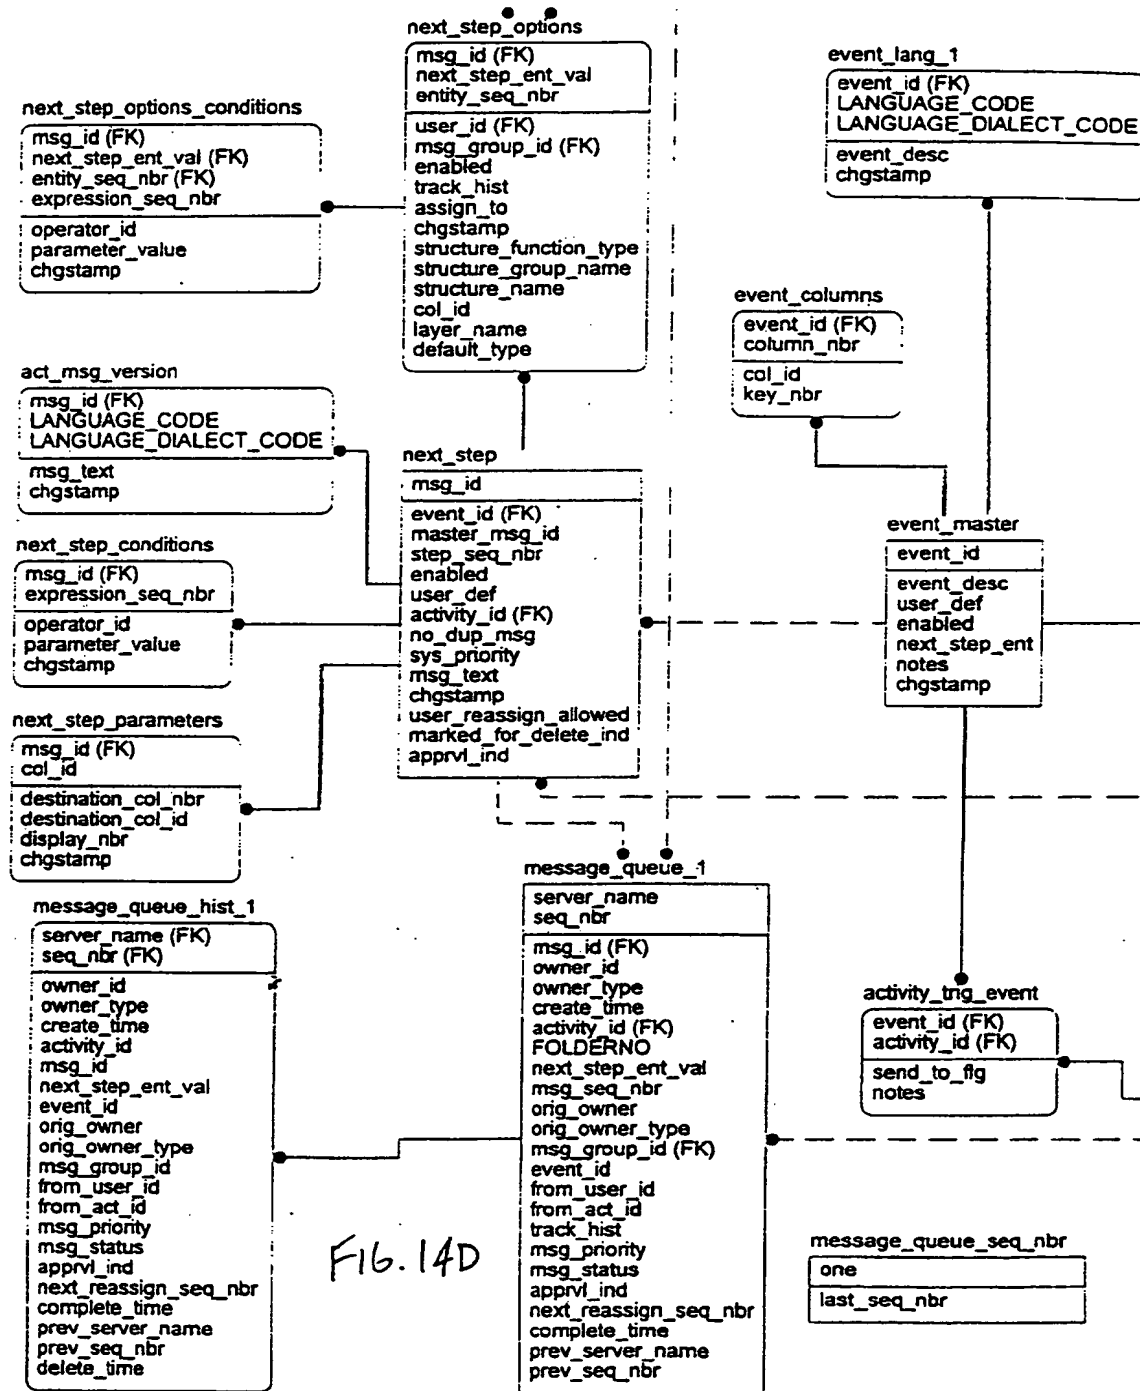 next_step_options
msg_id (FK)
next_step_ent_val
entity_seq_nbr
user_id (FK)
msg_group_id (FK)
enabled
track_hist
assign_to
chgstamp
structure_function_type
structure_group_name
structure_name
col_id
layer_name
default_type
event_lang_1
event_id (FK)
LANGUAGE_CODE
LANGUAGE_DIALECT_CODE
event_desc
chgstamp
next_step_options_conditions
msg_id (FK)
next_step_ent_val (FK)
entity_seq_nbr (FK)
expression_seq_nbr
operator_id
parameter_value
chgstamp
event_columns
event_id (FK)
column_nbr
col_id
key_nbr
act_msg_version
msg_id (FK)
LANGUAGE_CODE
LANGUAGE_DIALECT_CODE
msg_text
chgstamp
next_step
msg_id
event_id (FK)
master_msg_id
step_seq_nbr
enabled
user_def
activity_id (FK)
no_dup_msg
sys_priority
msg_text
chgstamp
user_reassign_allowed
marked_for_delete_ind
apprvl_ind
event_master
event_id
event_desc
user_def
enabled
next_step_ent
notes
chgstamp
next_step_conditions
msg_id (FK)
expression_seq_nbr
operator_id
parameter_value
chgstamp
next_step_parameters
msg_id (FK)
col_id
destination_col_nbr
destination_col_id
display_nbr
chgstamp
message_queue_hist_1
server_name (FK)
seq_nbr (FK)
owner_id
owner_type
create_time
activity_id
msg_id
next_step_ent_val
event_id
orig_owner
orig_owner_type
msg_group_id
from_user_id
from_act_id
msg_priority
msg_status
apprvl_ind
next_reassign_seq_nbr
complete_time
prev_server_name
prev_seq_nbr
delete_time
message_queue_1
server_name
seq_nbr
msg_id (FK)
owner_id
owner_type
create_time
activity_id (FK)
FOLDERNO
next_step_ent_val
msg_seq_nbr
orig_owner
orig_owner_type
msg_group_id (FK)
event_id
from_user_id
from_act_id
track_hist
msg_priority
msg_status
apprvl_ind
next_reassign_seq_nbr
complete_time
prev_server_name
prev_seq_nbr
activity_trig_event
event_id (FK)
activity_id (FK)
send_to_flg
notes
message_queue_seq_nbr
one
last_seq_nbr
FIG. 14D